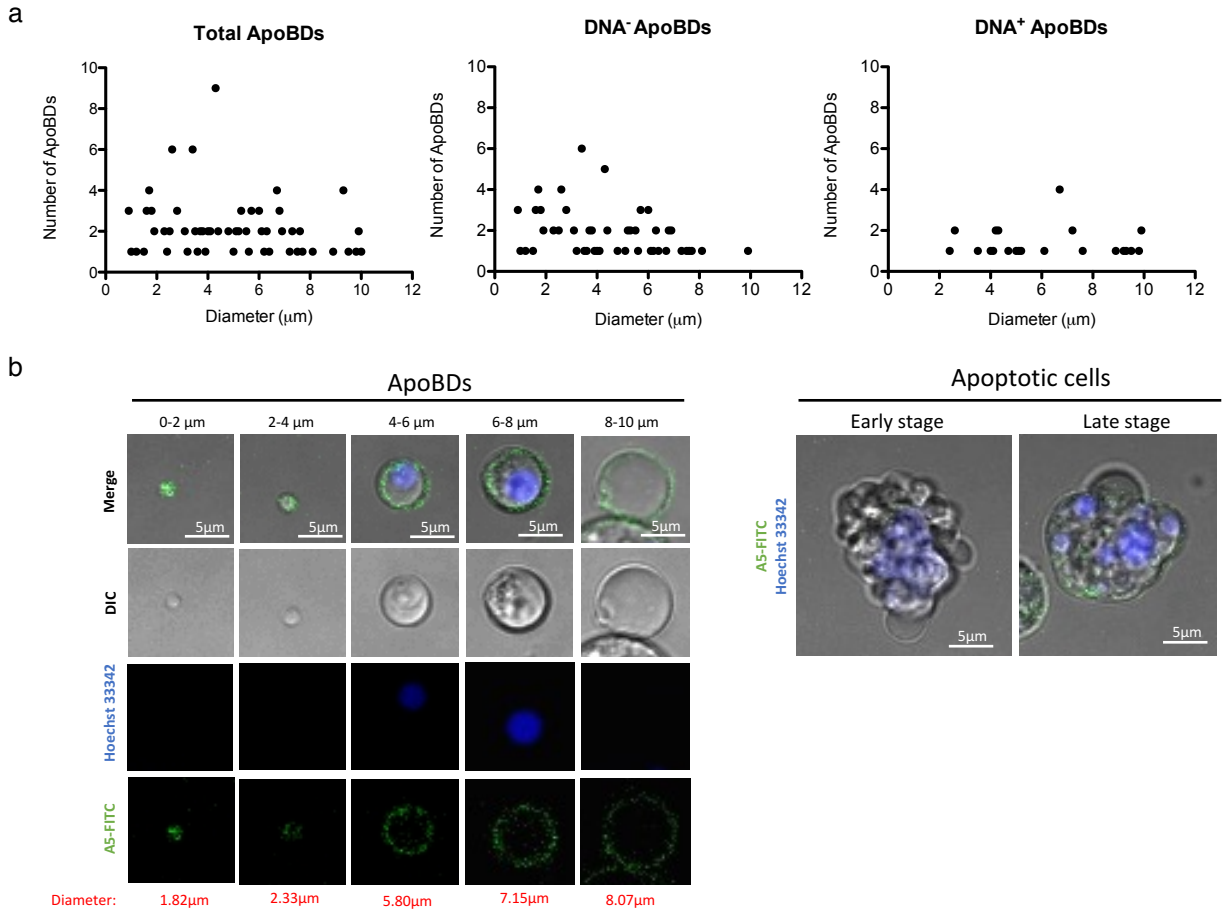 a
Total ApoBDs
DNA⁻ ApoBDs
DNA⁺ ApoBDs
Number of ApoBDs
10
8
6
4
2
0
0 2 4 6 8 10 12
Diameter (μm)
Number of ApoBDs
10
8
6
4
2
0
0 2 4 6 8 10 12
Diameter (μm)
Number of ApoBDs
10
8
6
4
2
0
0 2 4 6 8 10 12
Diameter (μm)
b
ApoBDs
0-2 μm 2-4 μm 4-6 μm 6-8 μm 8-10 μm
Merge
5μm 5μm 5μm 5μm 5μm
DIC
Hoechst 33342
A5-FITC
Diameter: 1.82μm 2.33μm 5.80μm 7.15μm 8.07μm
Apoptotic cells
Early stage Late stage
A5-FITC
Hoechst 33342
5μm 5μm